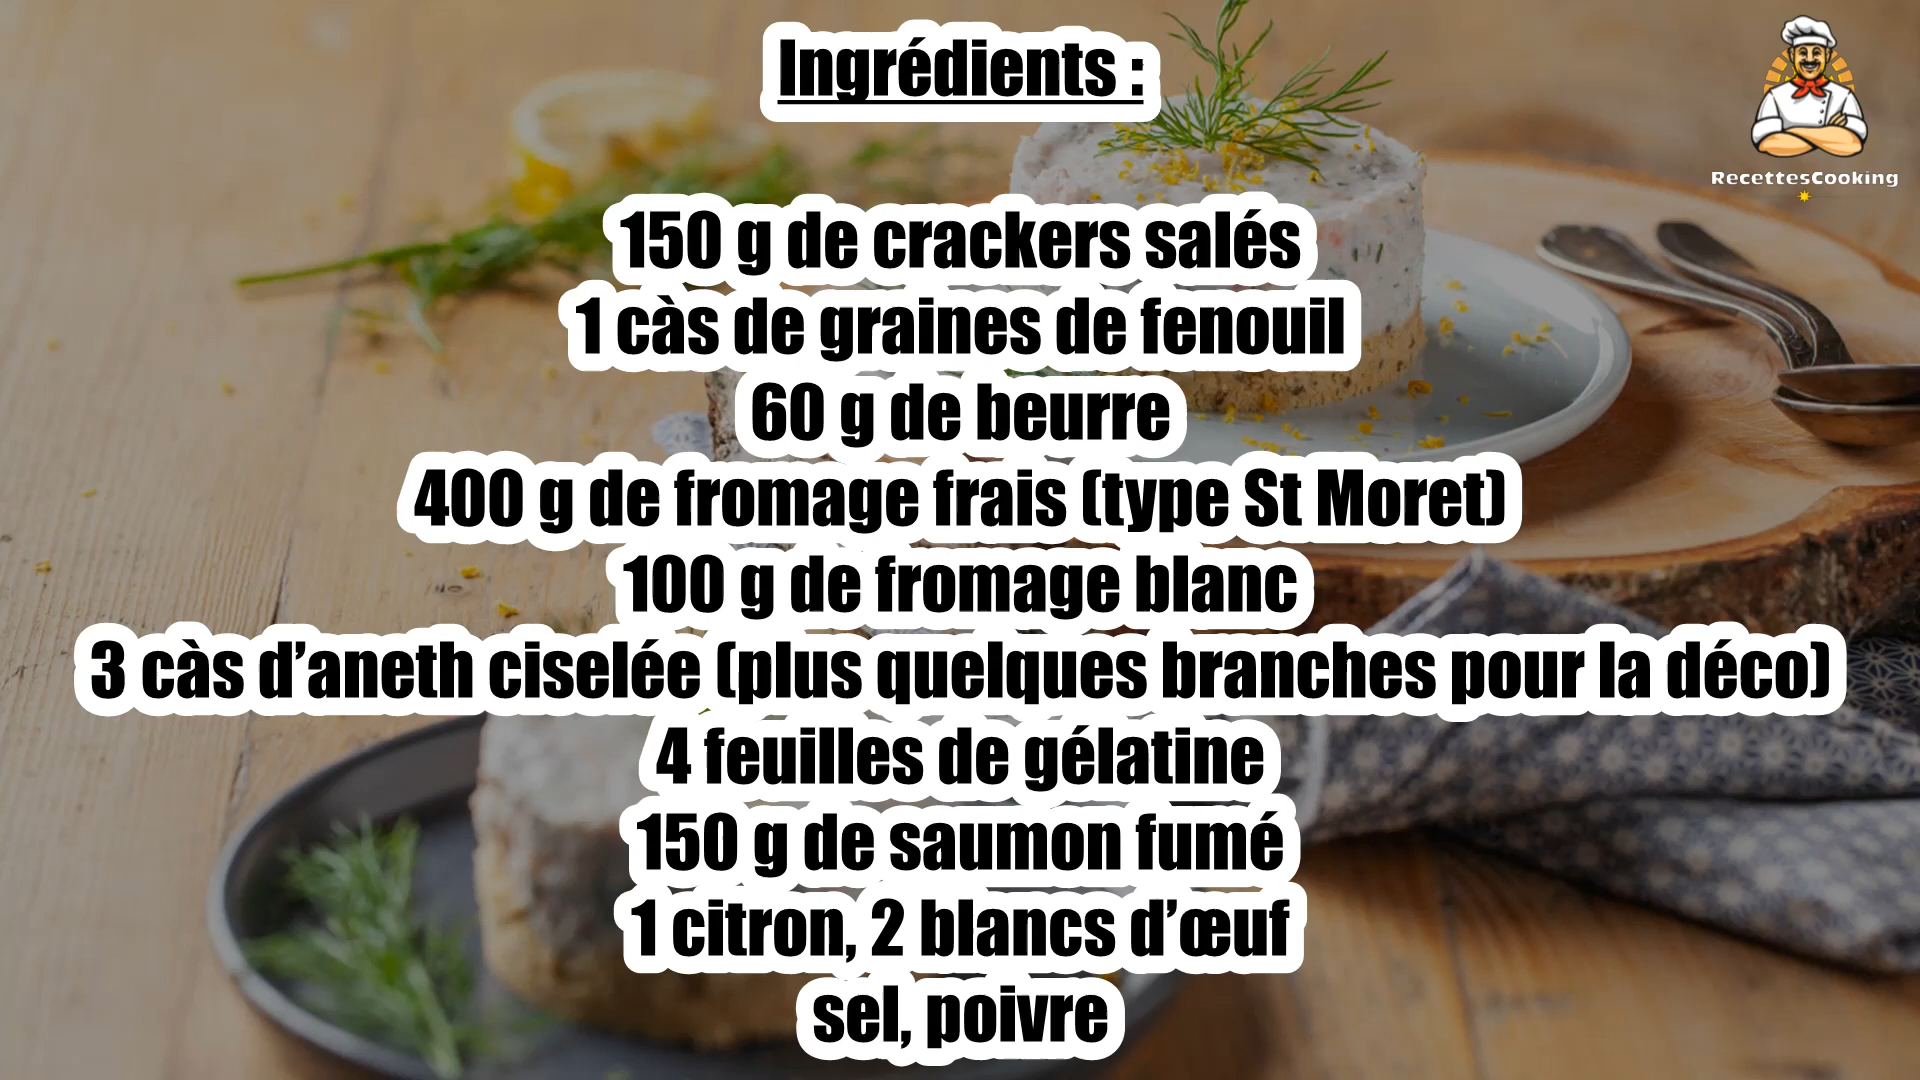 Ingrédients :
RecettesCooking
150 g de crackers salés
1 càs de graines de fenouil
60 g de beurre
400 g de fromage frais (type St Moret)
100 g de fromage blanc
3 càs d’aneth ciselée (plus quelques branches pour la déco)
4 feuilles de gélatine
150 g de saumon fumé
1 citron, 2 blancs d’œuf
sel, poivre